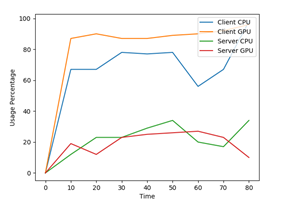 100
80
60
40
20
0
Usage Percentage
Client CPU
Client GPU
Server CPU
Server GPU
0 10 20 30 40 50 60 70 80
Time